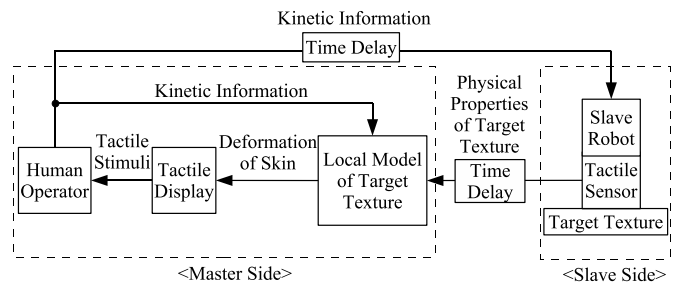 Kinetic Information
Time Delay
Kinetic Information
Human
Operator
Tactile
Stimuli
Tactile
Display
Deformation
of Skin
Local Model
of Target
Texture
Physical
Properties
of Target
Texture
Time
Delay
Slave
Robot
Tactile
Sensor
Target Texture
<Master Side>
<Slave Side>